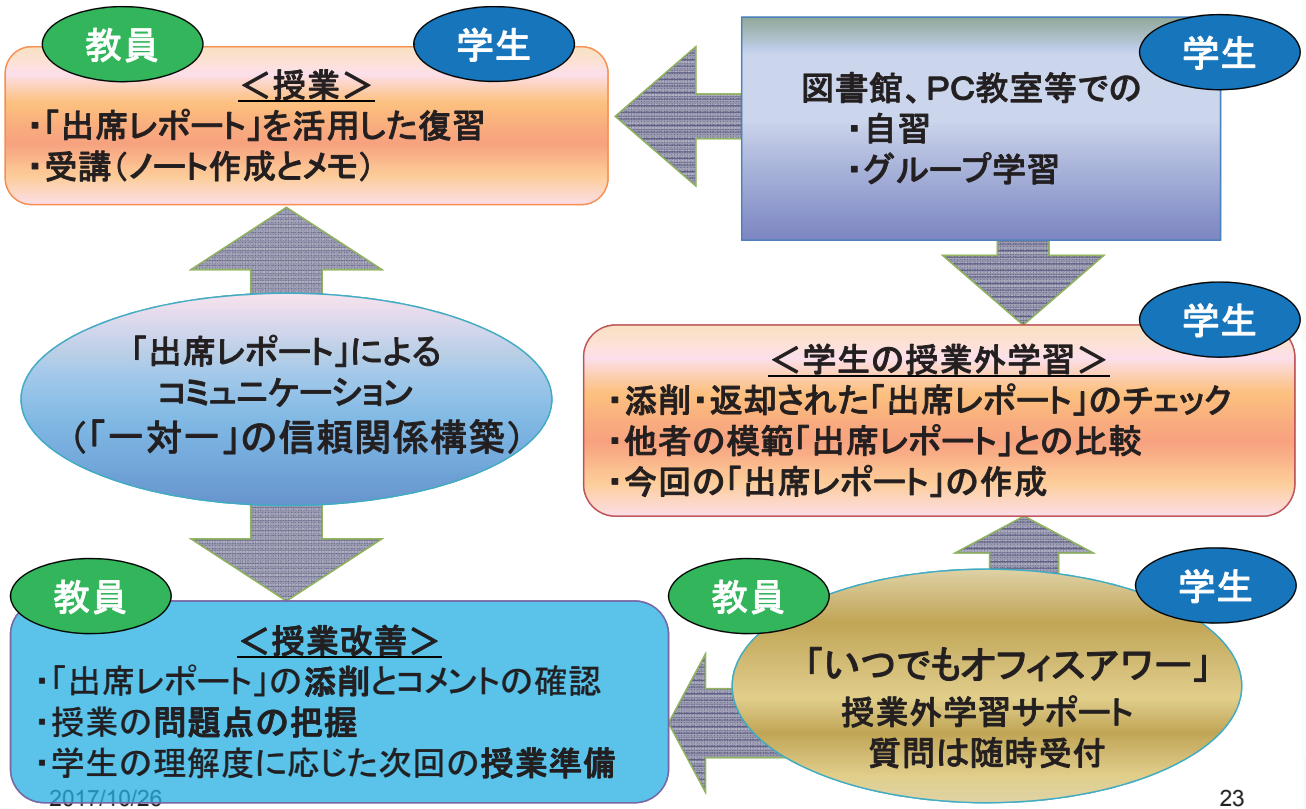 教員
学生
＜授業＞
・「出席レポート」を活用した復習
・受講（ノート作成とメモ）
学生
図書館、PC教室等での
・自習
・グループ学習
「出席レポート」による
コミュニケーション
（「一対一」の信頼関係構築）
学生
＜学生の授業外学習＞
・添削・返却された「出席レポート」のチェック
・他者の模範「出席レポート」との比較
・今回の「出席レポート」の作成
教員
＜授業改善＞
・「出席レポート」の添削とコメントの確認
・授業の問題点の把握
・学生の理解度に応じた次回の授業準備
教員
学生
「いつでもオフィスアワー」
授業外学習サポート
質問は随時受付
2017/10/26
23